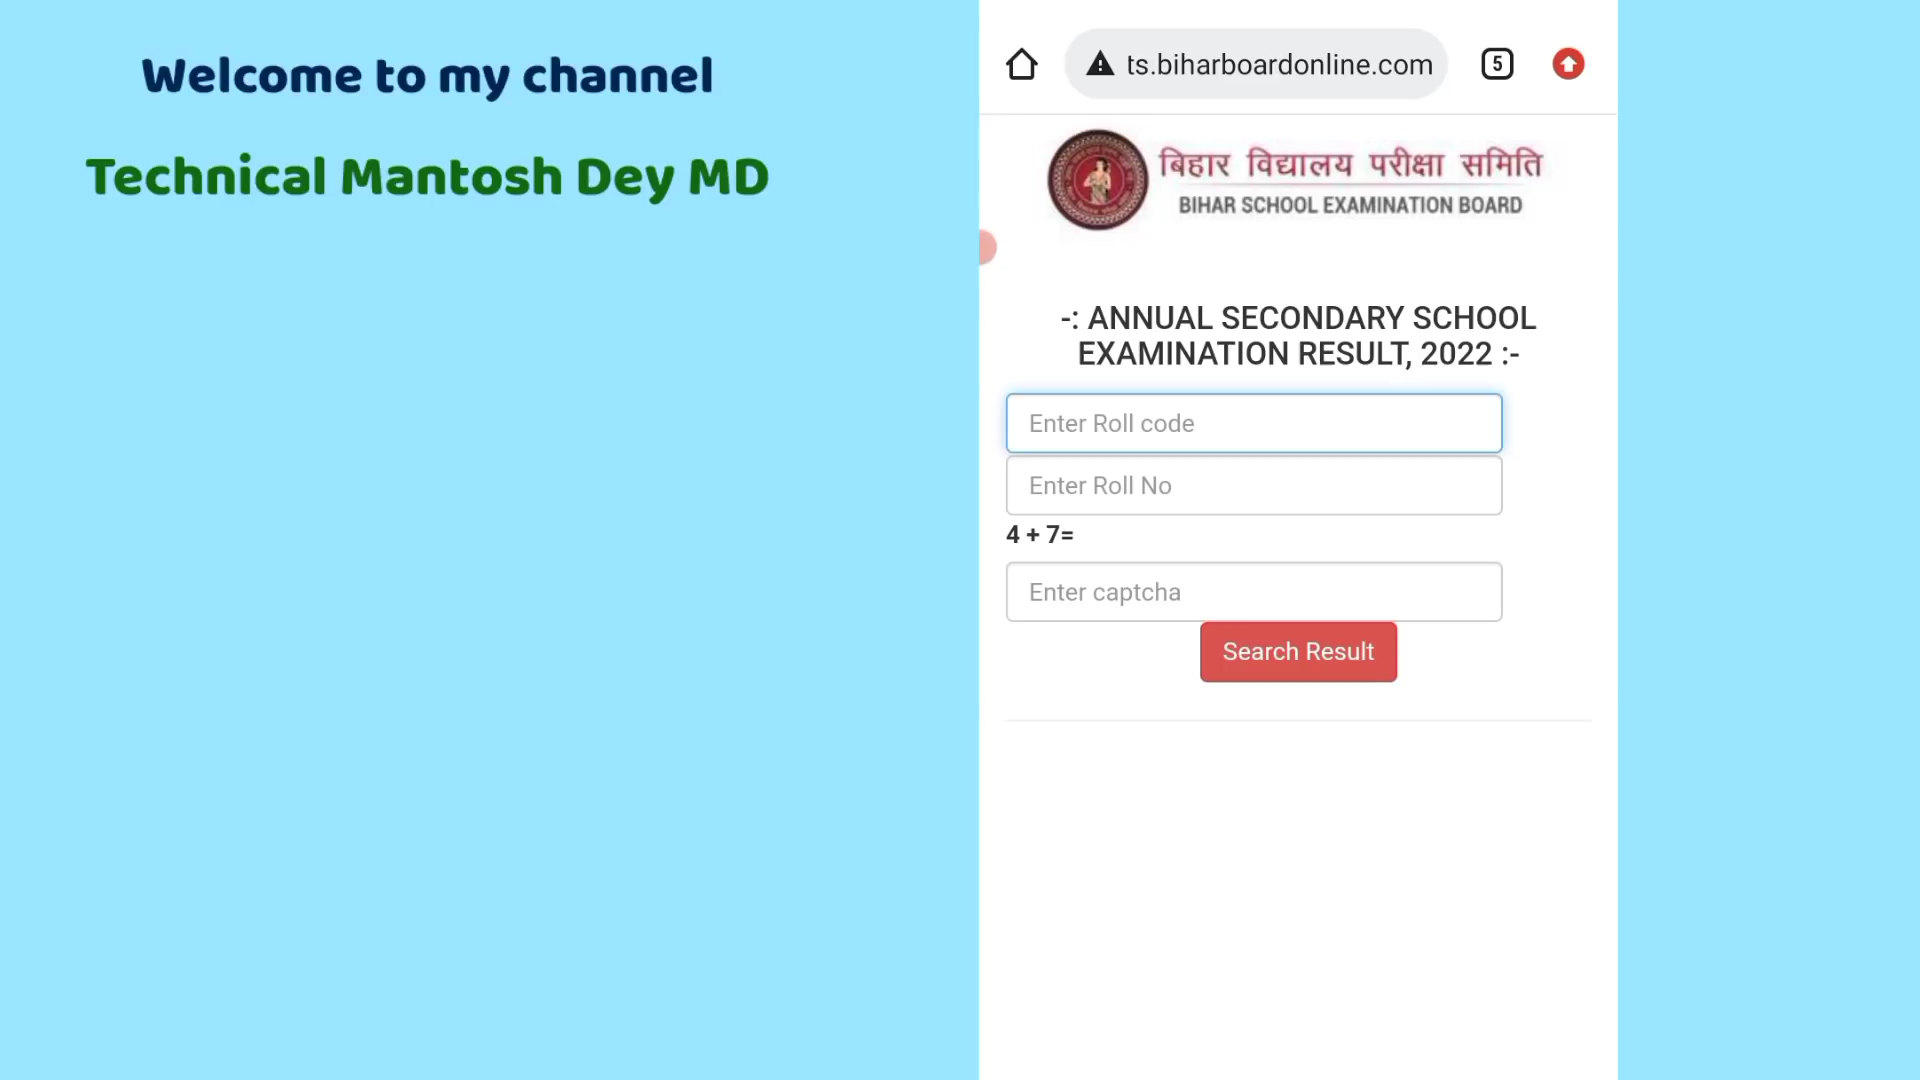 Welcome to my channel
Technical Mantosh Dey MD
ts.biharboardonline.com
5
बिहार विद्यालय परीक्षा समिति
BIHAR SCHOOL EXAMINATION BOARD
-: ANNUAL SECONDARY SCHOOL
EXAMINATION RESULT, 2022 :-
Enter Roll code
Enter Roll No
4 + 7=
Enter captcha
Search Result